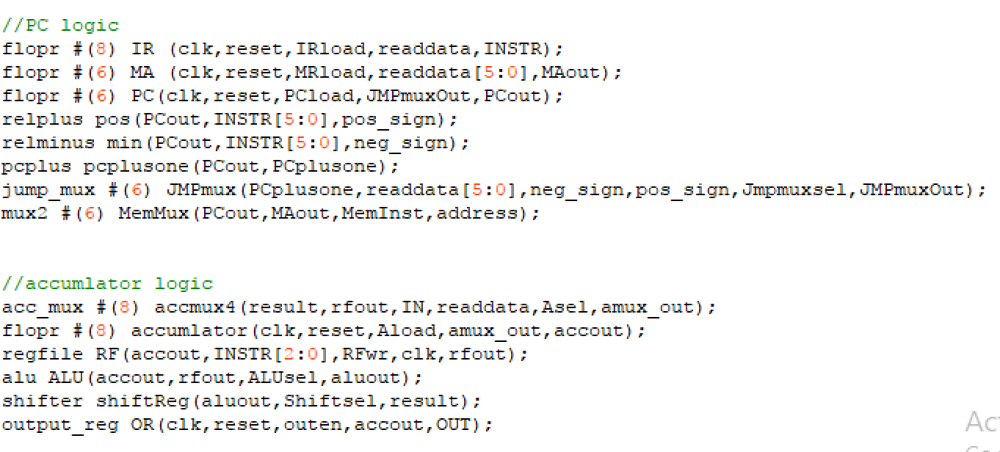 //PC logic
flopr #(8) IR (clk,reset,IRload,readdata,INSTR);
flopr #(6) MA (clk,reset,MRload,readdata[5:0],MAout);
flopr #(6) PC(clk,reset,PCload,JMPmuxOut,PCout);
relplus pos(PCout,INSTR[5:0],pos_sign);
relminus min(PCout,INSTR[5:0],neg_sign);
pcplus pcplusone(PCout,PCplusone);
jump_mux #(6) JMPmux(PCplusone,readdata[5:0],neg_sign,pos_sign,Jmpmuxsel,JMPmuxOut);
mux2 #(6) MemMux(PCout,MAout,MemInst,address);
//accumlator logic
acc_mux #(8) accmux4(result,rfout,IN,readdata,Asel,amux_out);
flopr #(8) accumlator(clk,reset,Aload,amux_out,accout);
regfile RF(accout,INSTR[2:0],RFwr,clk,rfout);
alu ALU(accout,rfout,ALUsel,aluout);
shifter shiftReg(aluout,Shiftsel,result);
output_reg OR(clk,reset,outen,accout,OUT);